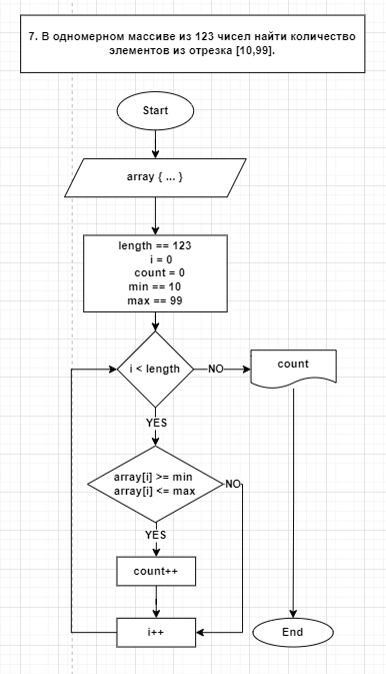 7. В одномерном массиве из 123 чисел найти количество
элементов из отрезка [10,99].
Start
array { ... }
length == 123
i = 0
count = 0
min == 10
max == 99
i < length
NO
count
YES
array[i] >= min
array[i] <= max
NO
YES
count++
i++
End